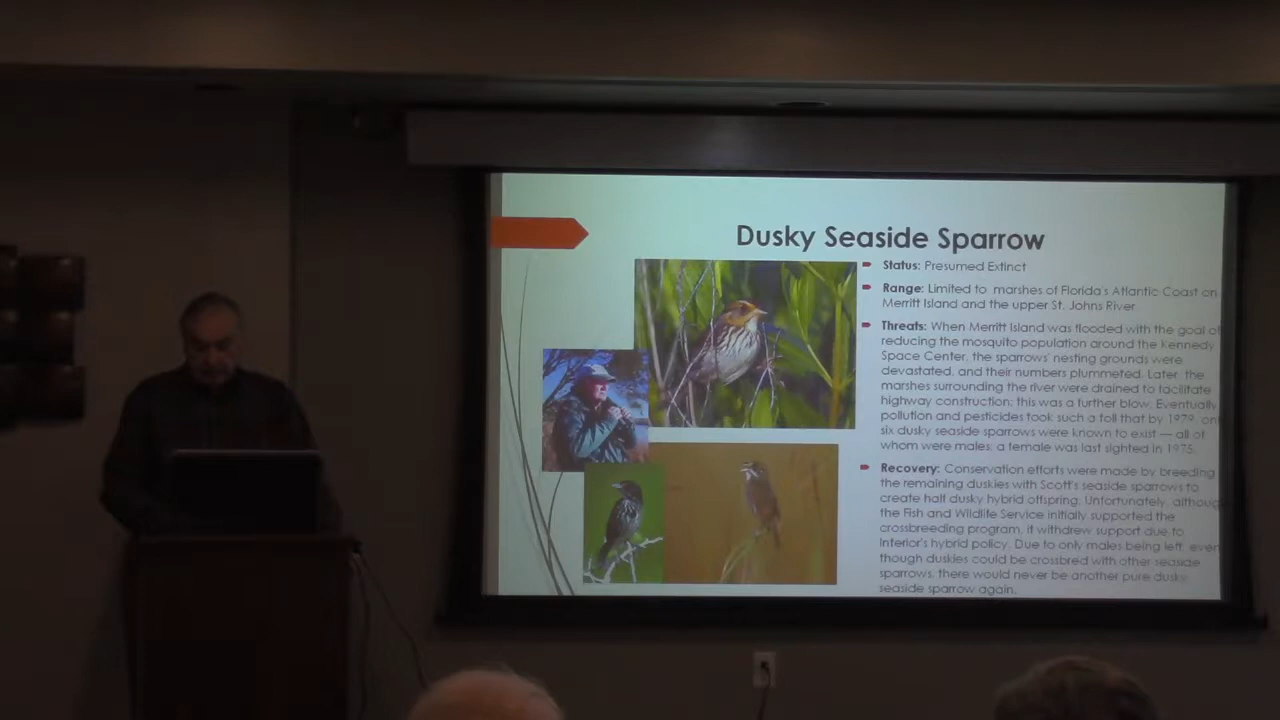 Dusky Seaside Sparrow
Status: Presumed Extinct
Range: Limited to marshes of Florida's Atlantic Coast on
Merritt Island and the upper St. Johns River
Threats: When Merritt Island was flooded with the goal of
reducing the mosquito population around the Kennedy
Space Center, the sparrows' nesting grounds were
devastated, and their numbers plummeted. Later, the
marshes surrounding the river were drained to facilitate
highway construction; this was a further blow. Eventually
pollution and pesticides took such a toll that by 1979, on
six dusky seaside sparrows were known to exist — all of
whom were males; a female was last sighted in 1975.
Recovery: Conservation efforts were made by breeding
the remaining duskies with Scott's seaside sparrows to
create half dusky hybrid offspring. Unfortunately, althoug
the Fish and Wildlife Service initially supported the
crossbreeding program, it withdrew support due to
Interior's hybrid policy. Due to only males being left, even
though duskies could be crossbred with other seaside
sparrows, there would never be another pure dusky
seaside sparrow again.